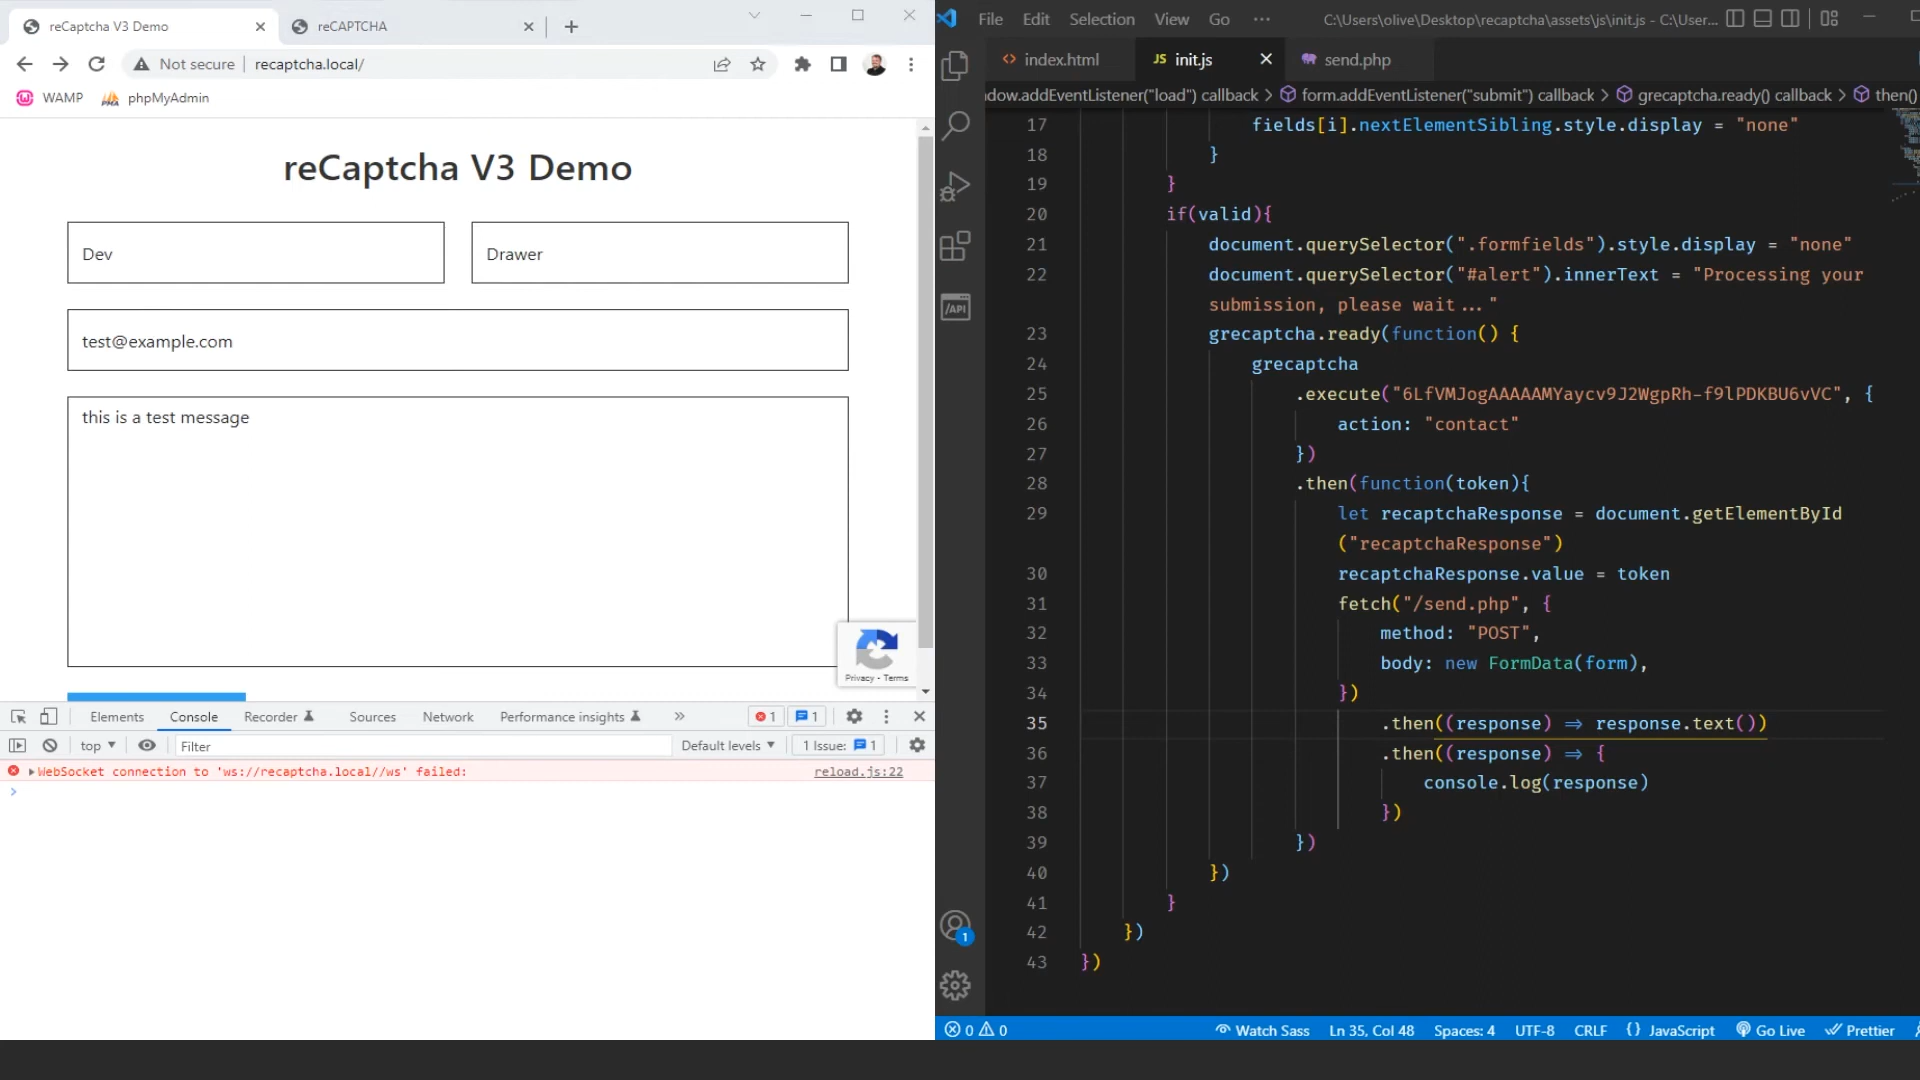 reCaptcha V3 Demo
reCAPTCHA
Not secure
recaptcha.local/
WAMP
phpMyAdmin
reCaptcha V3 Demo
Dev
Drawer
test@example.com
this is a test message
Privacy - Terms
Elements
Console
Recorder
Sources
Network
Performance insights
1
1
top
Filter
Default levels
1 Issue: 1
WebSocket connection to 'ws://recaptcha.local//ws' failed:
reload.js:22
File Edit Selection View Go ···
C:\Users\olive\Desktop\recaptcha\assets\js\init.js - C:\User...
index.html
JS init.js
send.php
ndow.addEventListener("load") callback > form.addEventListener("submit") callback > grecaptcha.ready() callback > then()
/API
1
17 fields[i].nextElementSibling.style.display = "none"
18 }
19 }
20 if(valid){
21 document.querySelector(".formfields").style.display = "none"
22 document.querySelector("#alert").innerText = "Processing your
submission, please wait..."
23 grecaptcha.ready(function() {
24 grecaptcha
25 .execute("6LfVMJogAAAAAMYaycv9J2WgpRh-f9lPDKBU6vVC", {
26 action: "contact"
27 })
28 .then(function(token){
29 let recaptchaResponse = document.getElementById
("recaptchaResponse")
30 recaptchaResponse.value = token
31 fetch("/send.php", {
32 method: "POST",
33 body: new FormData(form),
34 })
35 .then((response) => response.text())
36 .then((response) => {
37 console.log(response)
38 })
39 })
40 })
41 }
42 })
43 })
0 0
Watch Sass
Ln 35, Col 48
Spaces: 4
UTF-8
CRLF
{} JavaScript
Go Live
Prettier